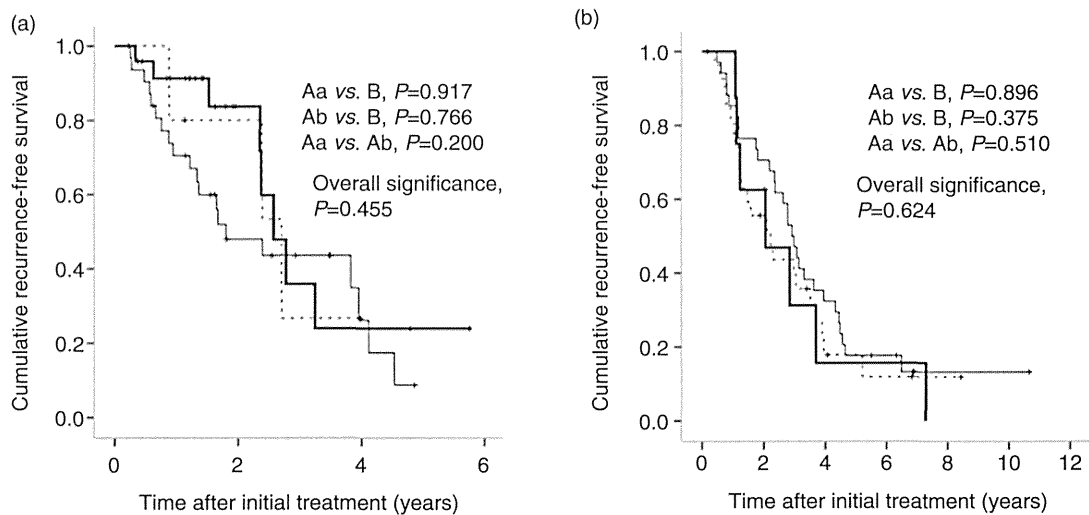 (a)
1.0
0.8
0.6
0.4
0.2
0.0
0
2
4
6
Cumulative recurrence-free survival
Time after initial treatment (years)
Aa vs. B, P=0.917
Ab vs. B, P=0.766
Aa vs. Ab, P=0.200
Overall significance,
P=0.455
(b)
1.0
0.8
0.6
0.4
0.2
0.0
0
2
4
6
8
10
12
Cumulative recurrence-free survival
Time after initial treatment (years)
Aa vs. B, P=0.896
Ab vs. B, P=0.375
Aa vs. Ab, P=0.510
Overall significance,
P=0.624